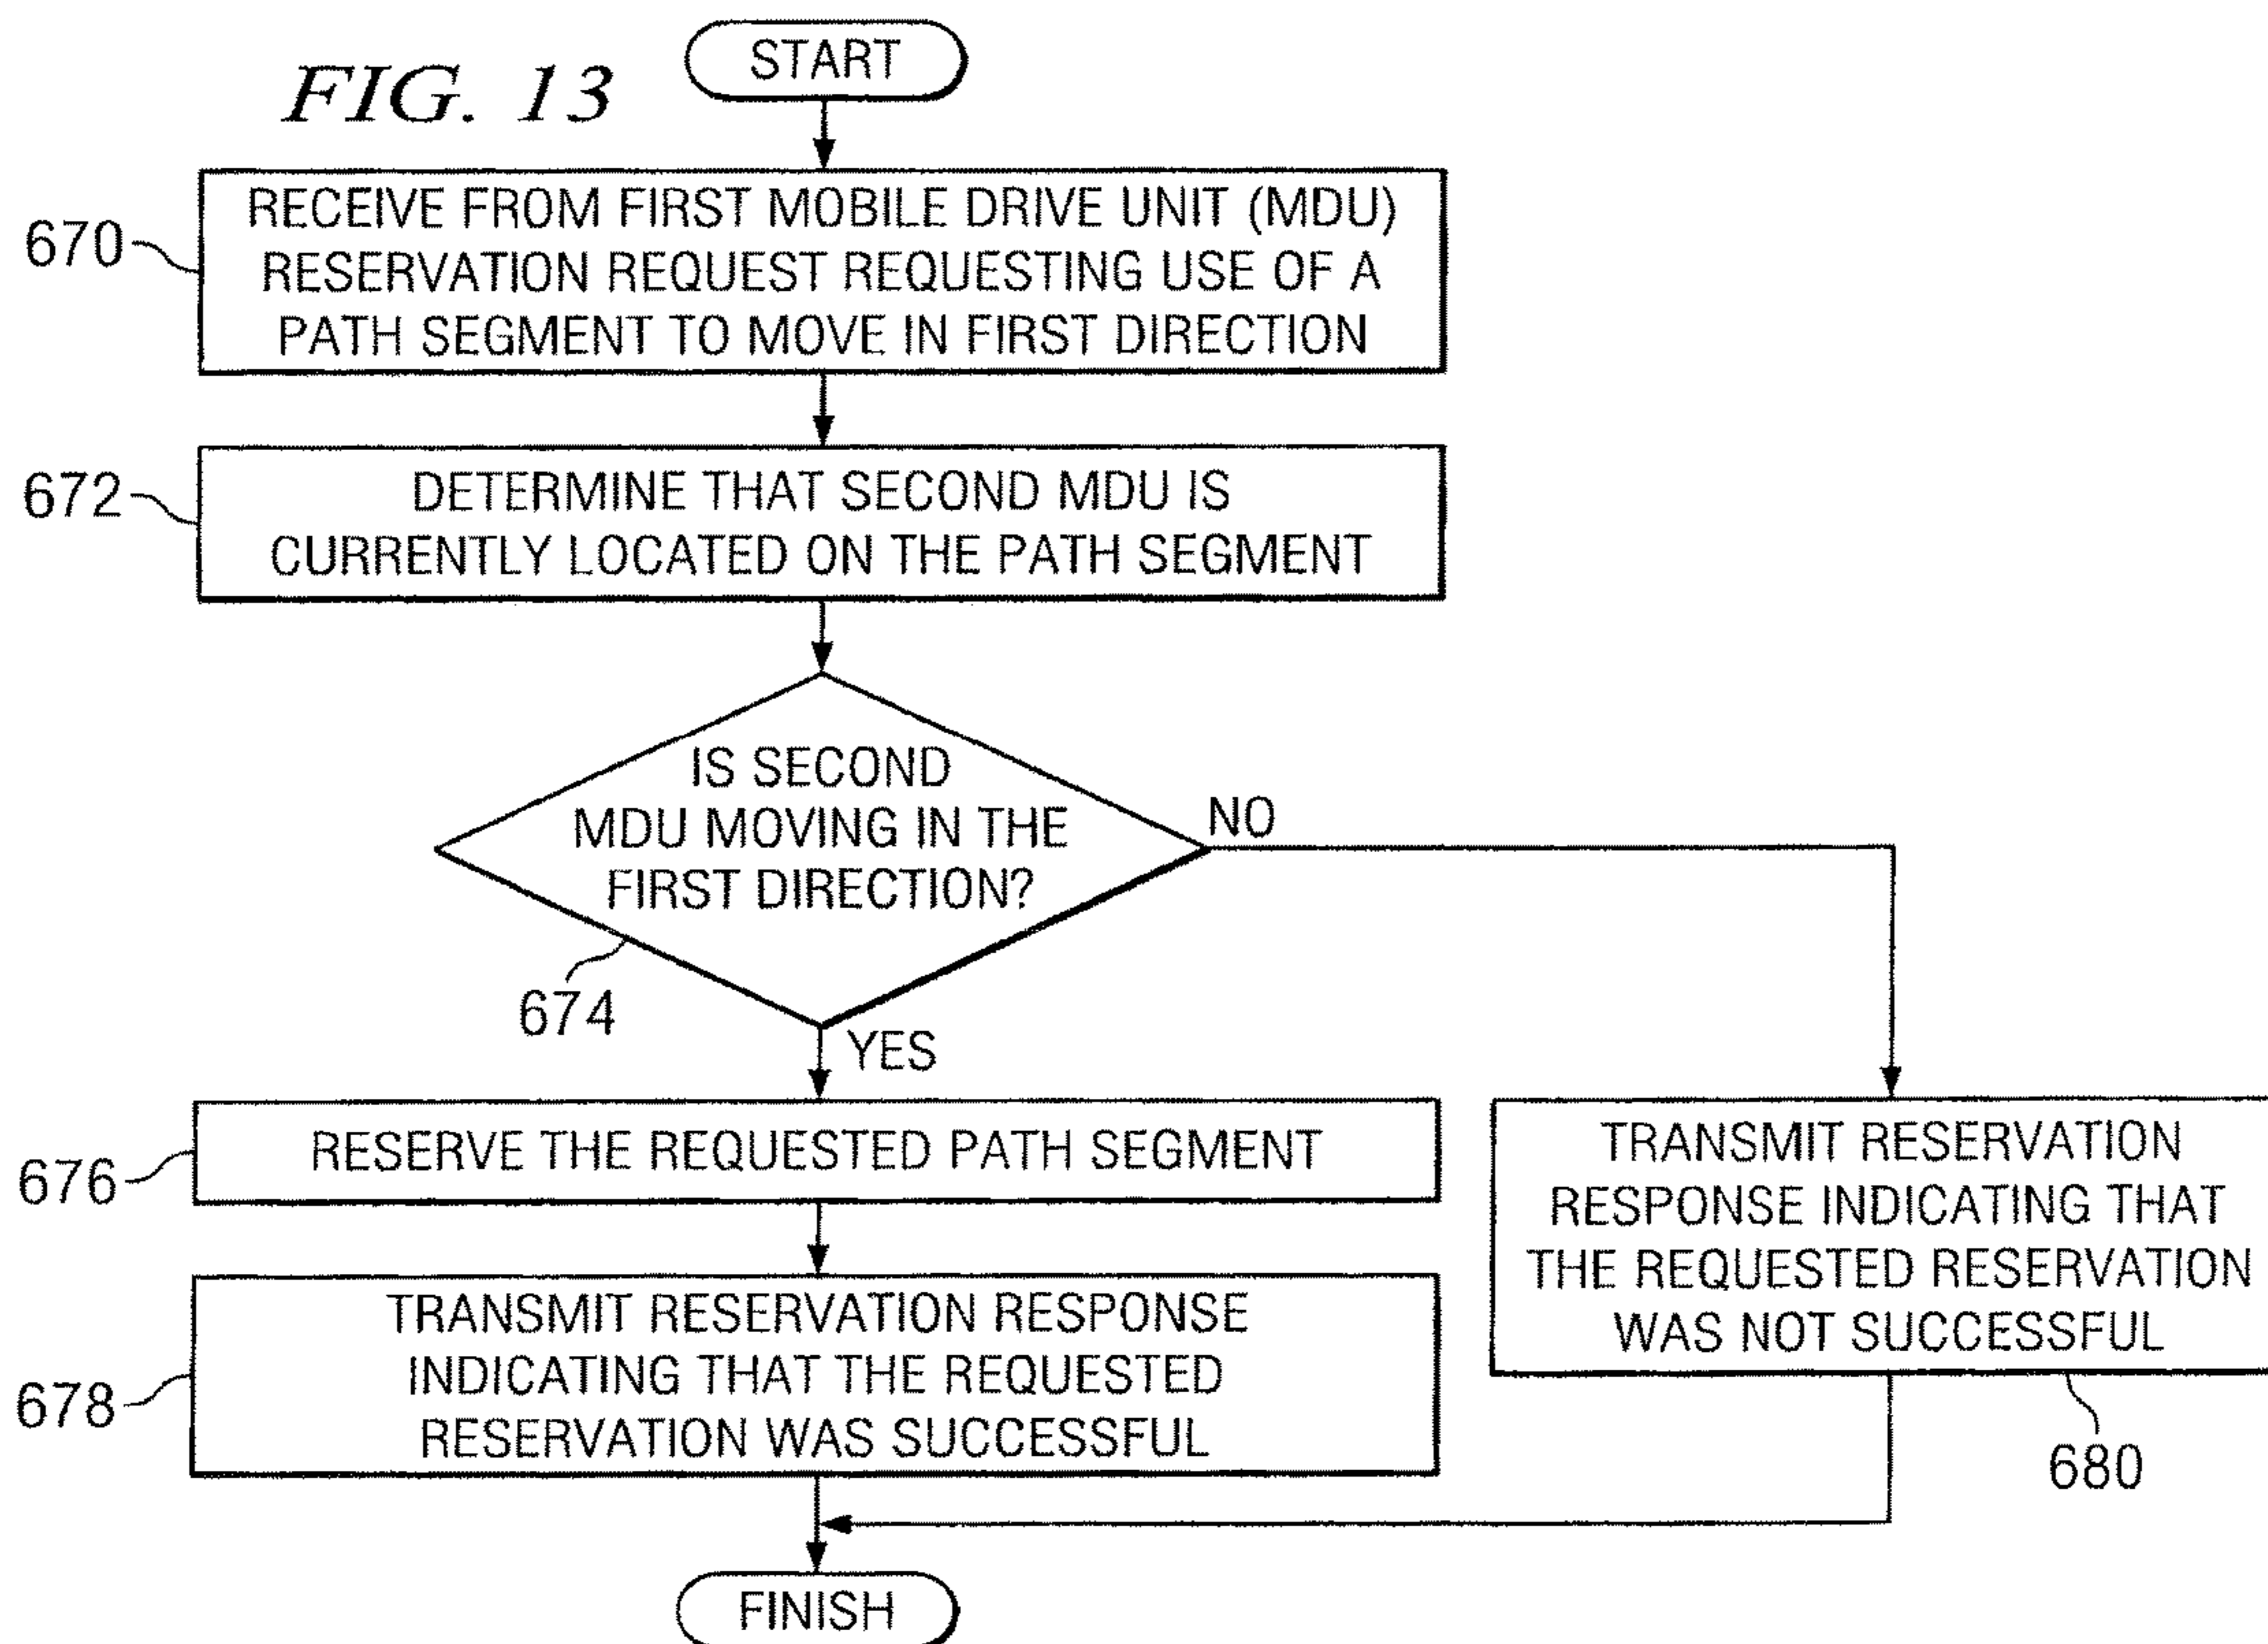 FIG. 13
START
670
RECEIVE FROM FIRST MOBILE DRIVE UNIT (MDU)
RESERVATION REQUEST REQUESTING USE OF A
PATH SEGMENT TO MOVE IN FIRST DIRECTION
672
DETERMINE THAT SECOND MDU IS
CURRENTLY LOCATED ON THE PATH SEGMENT
IS SECOND
MDU MOVING IN THE
FIRST DIRECTION?
NO
674
YES
676
RESERVE THE REQUESTED PATH SEGMENT
678
TRANSMIT RESERVATION RESPONSE
INDICATING THAT THE REQUESTED
RESERVATION WAS SUCCESSFUL
TRANSMIT RESERVATION
RESPONSE INDICATING THAT
THE REQUESTED RESERVATION
WAS NOT SUCCESSFUL
680
FINISH